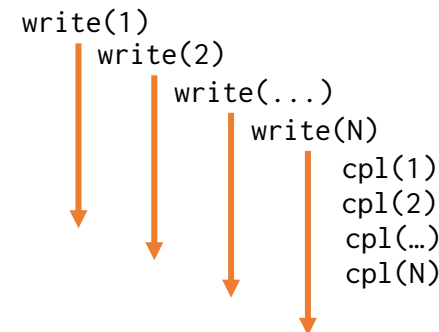 write(1)
write(2)
write(...)
write(N)
cpl(1)
cpl(2)
cpl(…)
cpl(N)